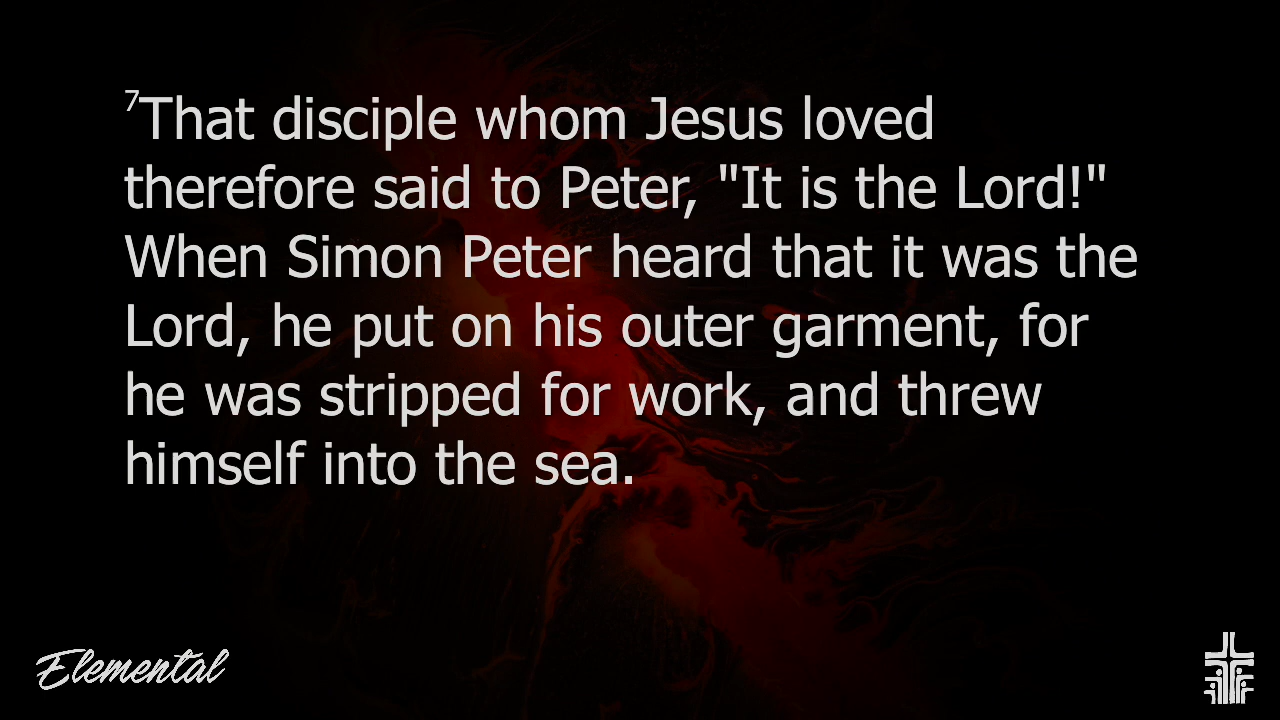 7That disciple whom Jesus loved
therefore said to Peter, "It is the Lord!"
When Simon Peter heard that it was the
Lord, he put on his outer garment, for
he was stripped for work, and threw
himself into the sea.
Elemental